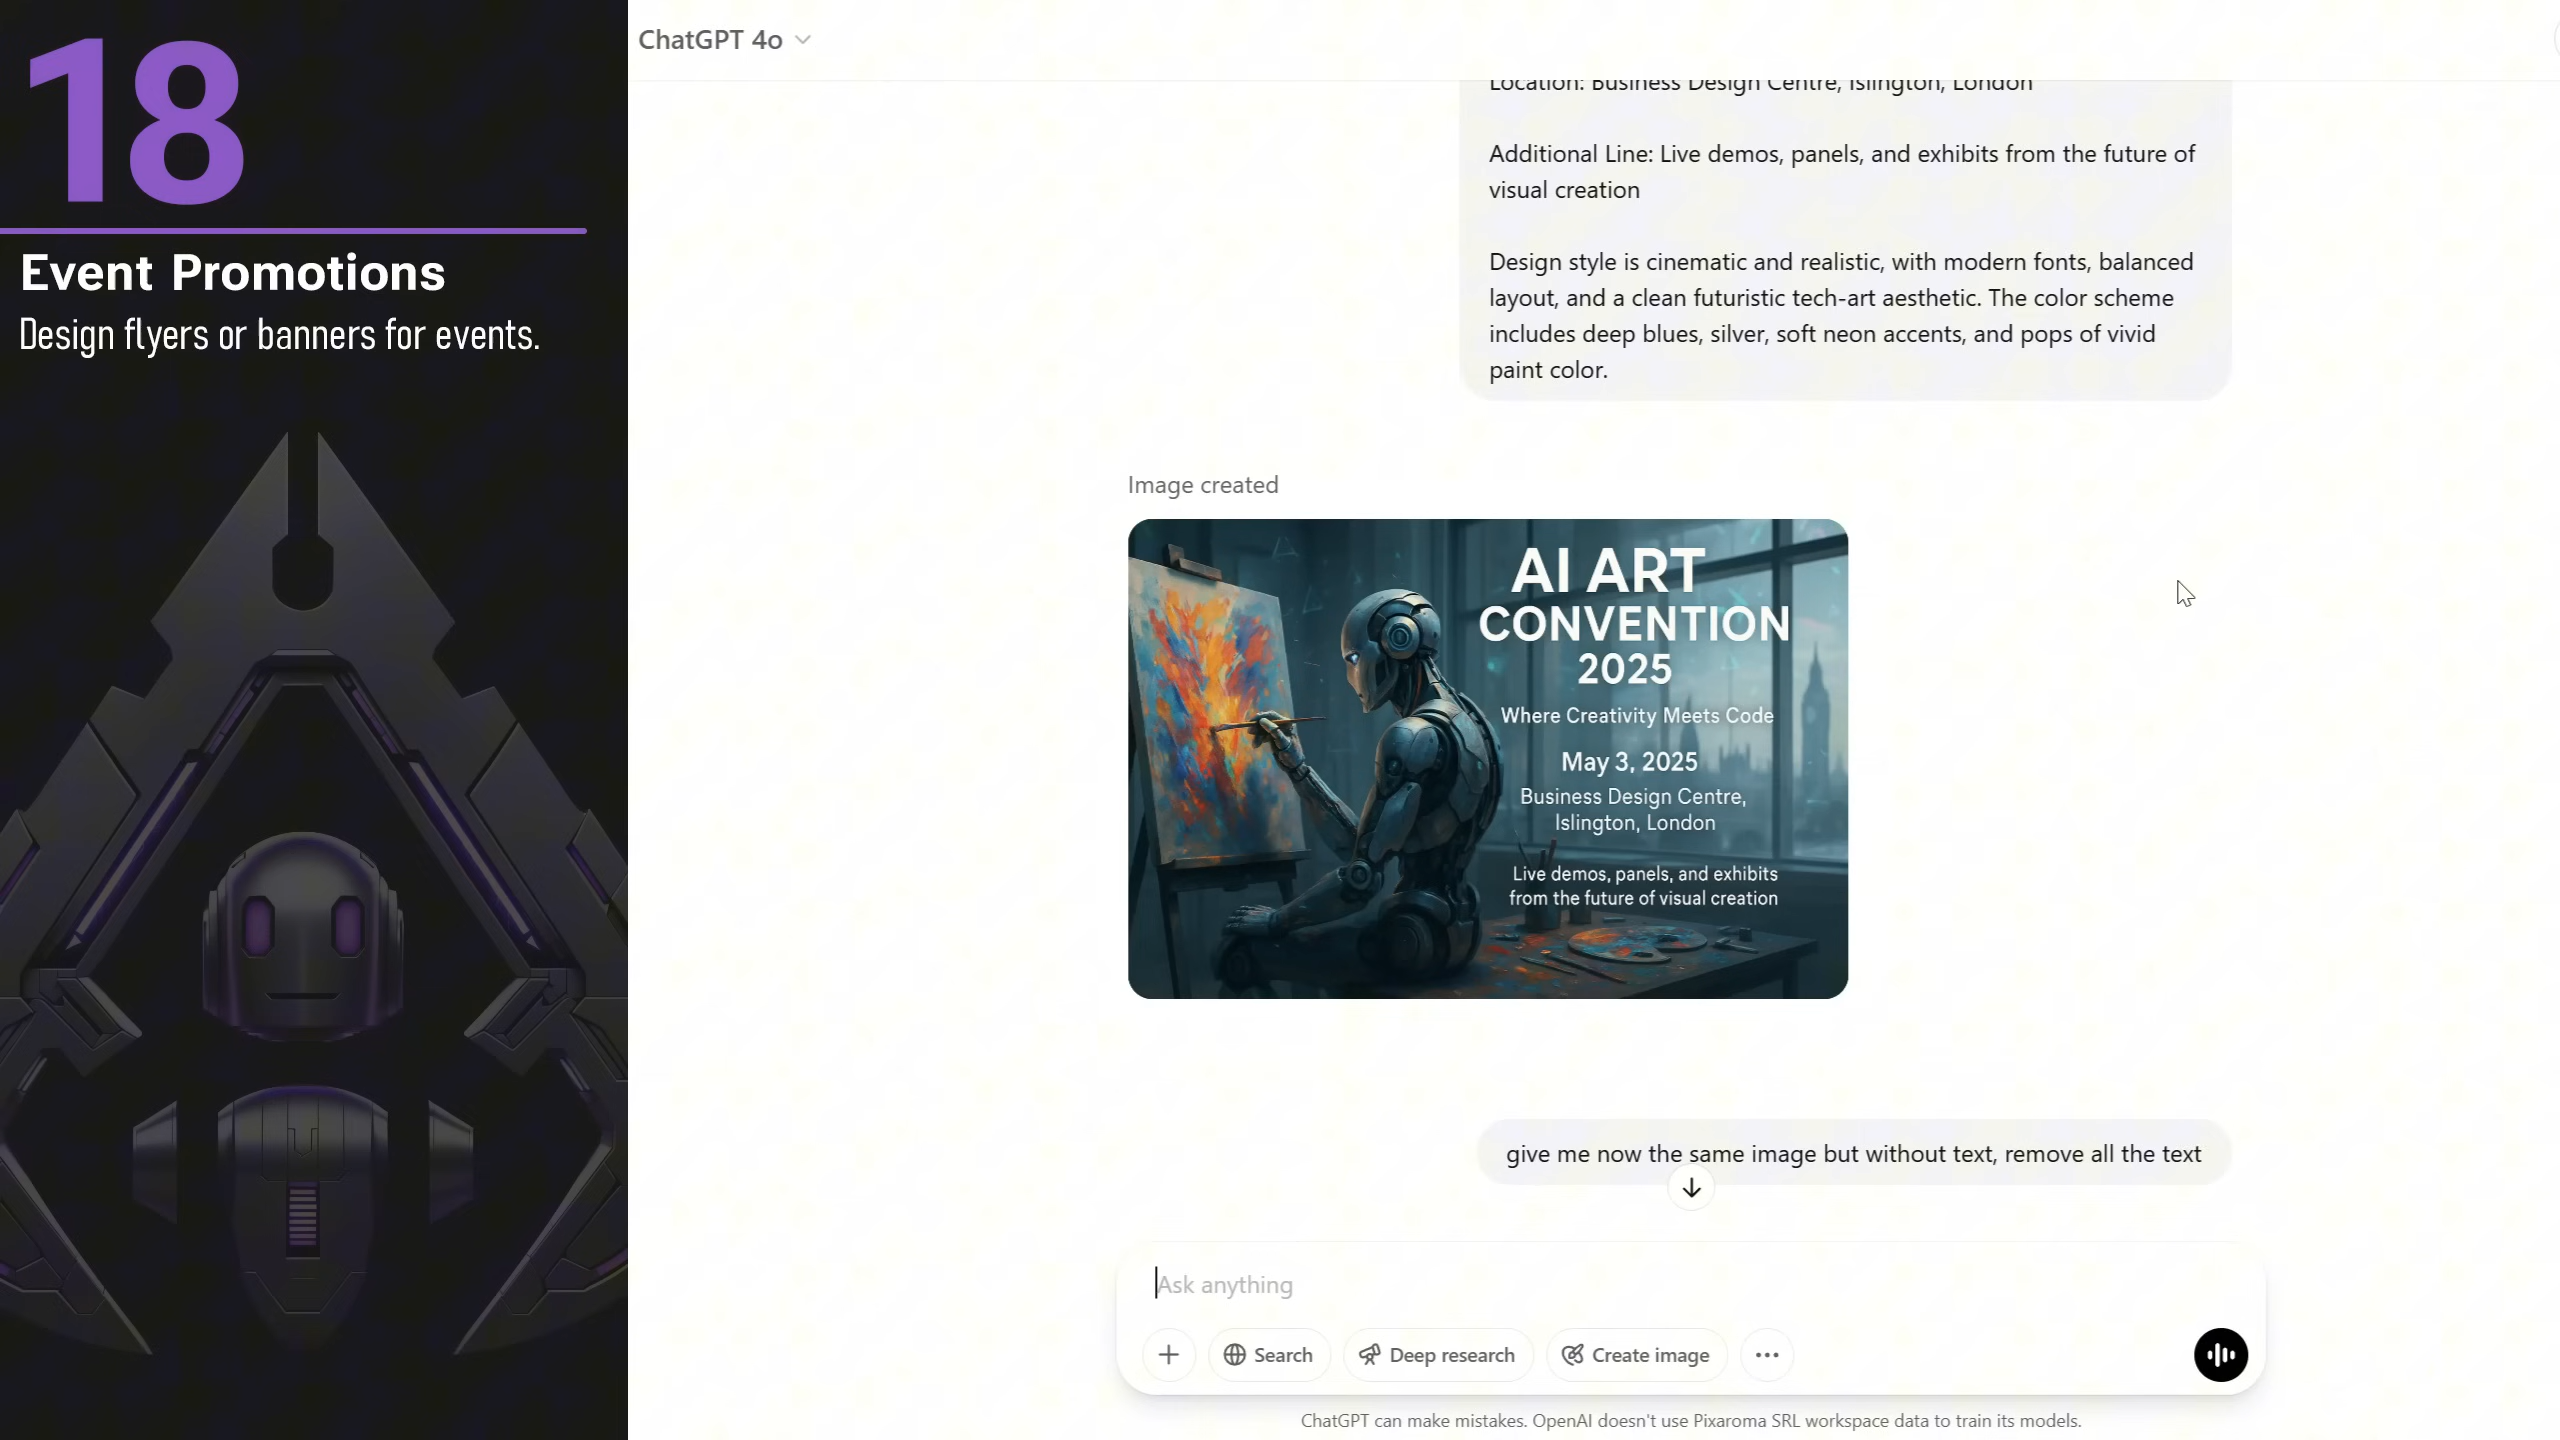 18
Event Promotions
Design flyers or banners for events.
ChatGPT 4o
Location: Business Design Centre, Islington, London
Additional Line: Live demos, panels, and exhibits from the future of
visual creation
Design style is cinematic and realistic, with modern fonts, balanced
layout, and a clean futuristic tech-art aesthetic. The color scheme
includes deep blues, silver, soft neon accents, and pops of vivid
paint color.
Image created
AI ART
CONVENTION
2025
Where Creativity Meets Code
May 3, 2025
Business Design Centre,
Islington, London
Live demos, panels, and exhibits
from the future of visual creation
give me now the same image but without text, remove all the text
Ask anything
Search
Deep research
Create image
ChatGPT can make mistakes. OpenAI doesn't use Pixaroma SRL workspace data to train its models.